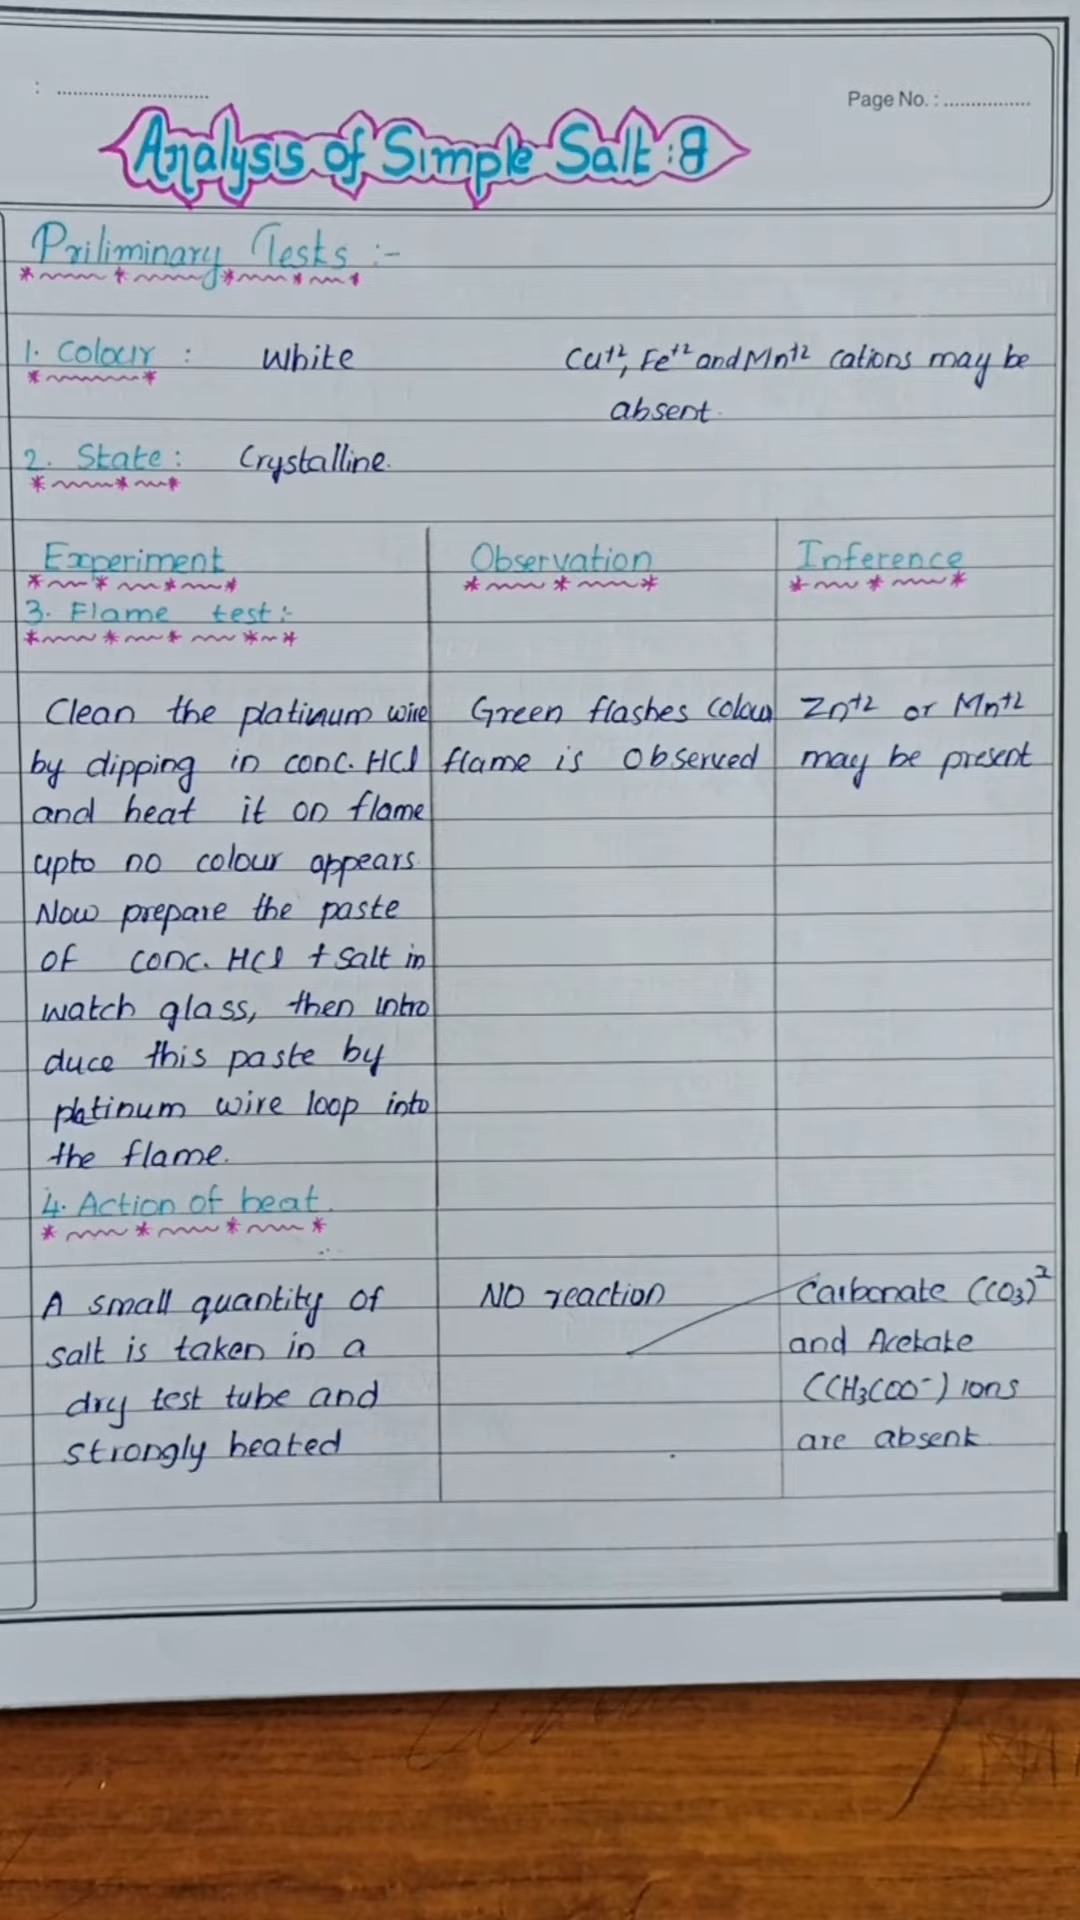 : ............................
Page No. : ................
Analysis of Simple Salt : 8
Priliminary Tests :-
1. Colour : White Cu+2, Fe+2 and Mn+2 cations may be
absent.
2. State : Crystalline.
Experiment Observation Inference
3. Flame test :-
Clean the platinum wire Green flashes colour Zn+2 or Mn+2
by dipping in conc. HCl flame is observed may be present
and heat it on flame
upto no colour appears.
Now prepare the paste
of conc. HCl + salt in
watch glass, then intro
duce this paste by
platinum wire loop into
the flame.
4. Action of heat.
A small quantity of NO reaction Carbonate (CO3)2
salt is taken in a and Acetate
dry test tube and (CH3COO-) ions
strongly heated are absent.